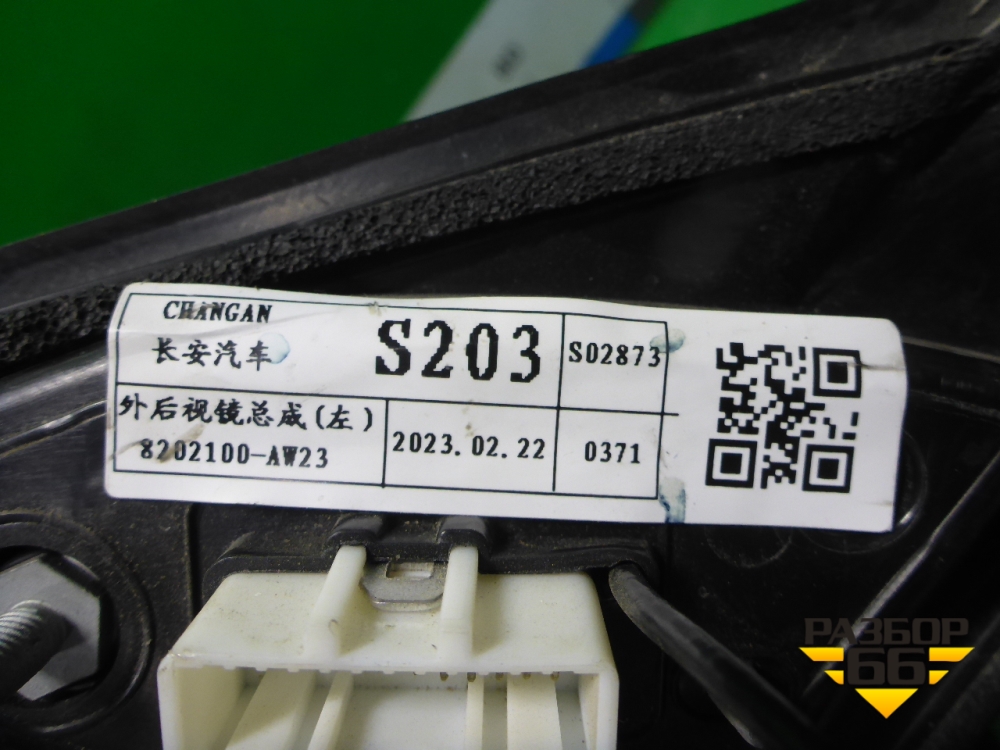 CHANGAN
长安汽车
S203
S02873
外后视镜总成(左)
8202100-AW23
2023.02.22
0371
РАЗБОР
66